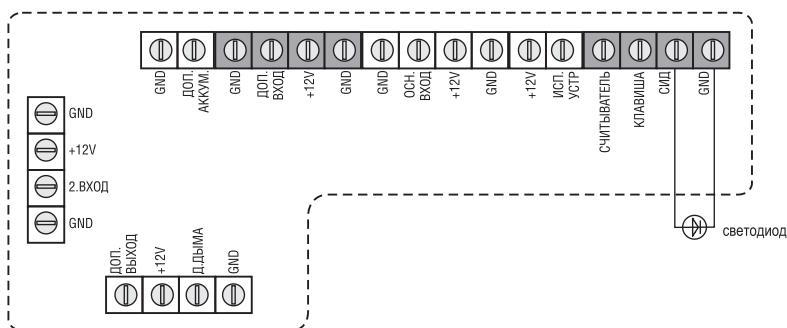 GND
ДОП.
АККУМ.
GND
ДОП.
ВХОД
+12V
GND
GND
ОСН.
ВХОД
+12V
GND
+12V
ИСП.
УСТР
СЧИТЫВАТЕЛЬ
КЛАВИША
СИД
GND
GND
+12V
2.ВХОД
GND
светодиод
ДОП.
ВЫХОД
+12V
Д.ДЫМА
GND